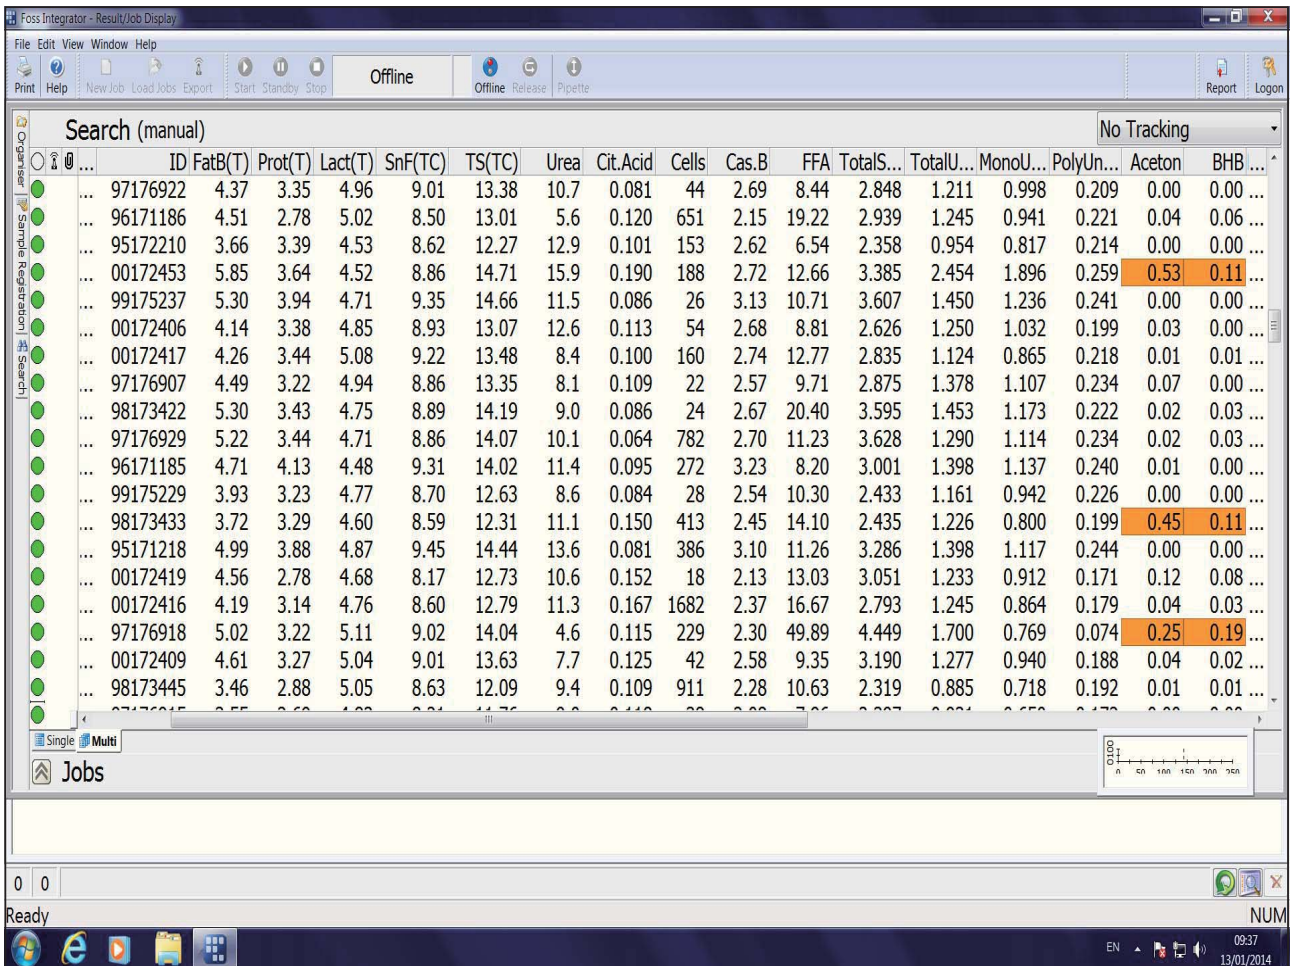 Foss Integrator - Result/Job Display
File Edit View Window Help
Print Help New Job Load Jobs Export Start Standby Stop Offline Offline Release Pipette Report Logon
Organiser
Sample Registration
Search
Search (manual) No Tracking
... ID FatB(T) Prot(T) Lact(T) SnF(TC) TS(TC) Urea Cit.Acid Cells Cas.B FFA TotalS... TotalU... MonoU... PolyUn... Aceton BHB ...
... 97176922 4.37 3.35 4.96 9.01 13.38 10.7 0.081 44 2.69 8.44 2.848 1.211 0.998 0.209 0.00 0.00 ...
... 96171186 4.51 2.78 5.02 8.50 13.01 5.6 0.120 651 2.15 19.22 2.939 1.245 0.941 0.221 0.04 0.06 ...
... 95172210 3.66 3.39 4.53 8.62 12.27 12.9 0.101 153 2.62 6.54 2.358 0.954 0.817 0.214 0.00 0.00 ...
... 00172453 5.85 3.64 4.52 8.86 14.71 15.9 0.190 188 2.72 12.66 3.385 2.454 1.896 0.259 0.53 0.11 ...
... 99175237 5.30 3.94 4.71 9.35 14.66 11.5 0.086 26 3.13 10.71 3.607 1.450 1.236 0.241 0.00 0.00 ...
... 00172406 4.14 3.38 4.85 8.93 13.07 12.6 0.113 54 2.68 8.81 2.626 1.250 1.032 0.199 0.03 0.00 ...
... 00172417 4.26 3.44 5.08 9.22 13.48 8.4 0.100 160 2.74 12.77 2.835 1.124 0.865 0.218 0.01 0.01 ...
... 97176907 4.49 3.22 4.94 8.86 13.35 8.1 0.109 22 2.57 9.71 2.875 1.378 1.107 0.234 0.07 0.00 ...
... 98173422 5.30 3.43 4.75 8.89 14.19 9.0 0.086 24 2.67 20.40 3.595 1.453 1.173 0.222 0.02 0.03 ...
... 97176929 5.22 3.44 4.71 8.86 14.07 10.1 0.064 782 2.70 11.23 3.628 1.290 1.114 0.234 0.02 0.03 ...
... 96171185 4.71 4.13 4.48 9.31 14.02 11.4 0.095 272 3.23 8.20 3.001 1.398 1.137 0.240 0.01 0.00 ...
... 99175229 3.93 3.23 4.77 8.70 12.63 8.6 0.084 28 2.54 10.30 2.433 1.161 0.942 0.226 0.00 0.00 ...
... 98173433 3.72 3.29 4.60 8.59 12.31 11.1 0.150 413 2.45 14.10 2.435 1.226 0.800 0.199 0.45 0.11 ...
... 95171218 4.99 3.88 4.87 9.45 14.44 13.6 0.081 386 3.10 11.26 3.286 1.398 1.117 0.244 0.00 0.00 ...
... 00172419 4.56 2.78 4.68 8.17 12.73 10.6 0.152 18 2.13 13.03 3.051 1.233 0.912 0.171 0.12 0.08 ...
... 00172416 4.19 3.14 4.76 8.60 12.79 11.3 0.167 1682 2.37 16.67 2.793 1.245 0.864 0.179 0.04 0.03 ...
... 97176918 5.02 3.22 5.11 9.02 14.04 4.6 0.115 229 2.30 49.89 4.449 1.700 0.769 0.074 0.25 0.19 ...
... 00172409 4.61 3.27 5.04 9.01 13.63 7.7 0.125 42 2.58 9.35 3.190 1.277 0.940 0.188 0.04 0.02 ...
... 98173445 3.46 2.88 5.05 8.63 12.09 9.4 0.109 911 2.28 10.63 2.319 0.885 0.718 0.192 0.01 0.01 ...
Single Multi
Jobs
0100
0 50 100 150 200 250
0 0
Ready NUM
EN 09:37
13/01/2014